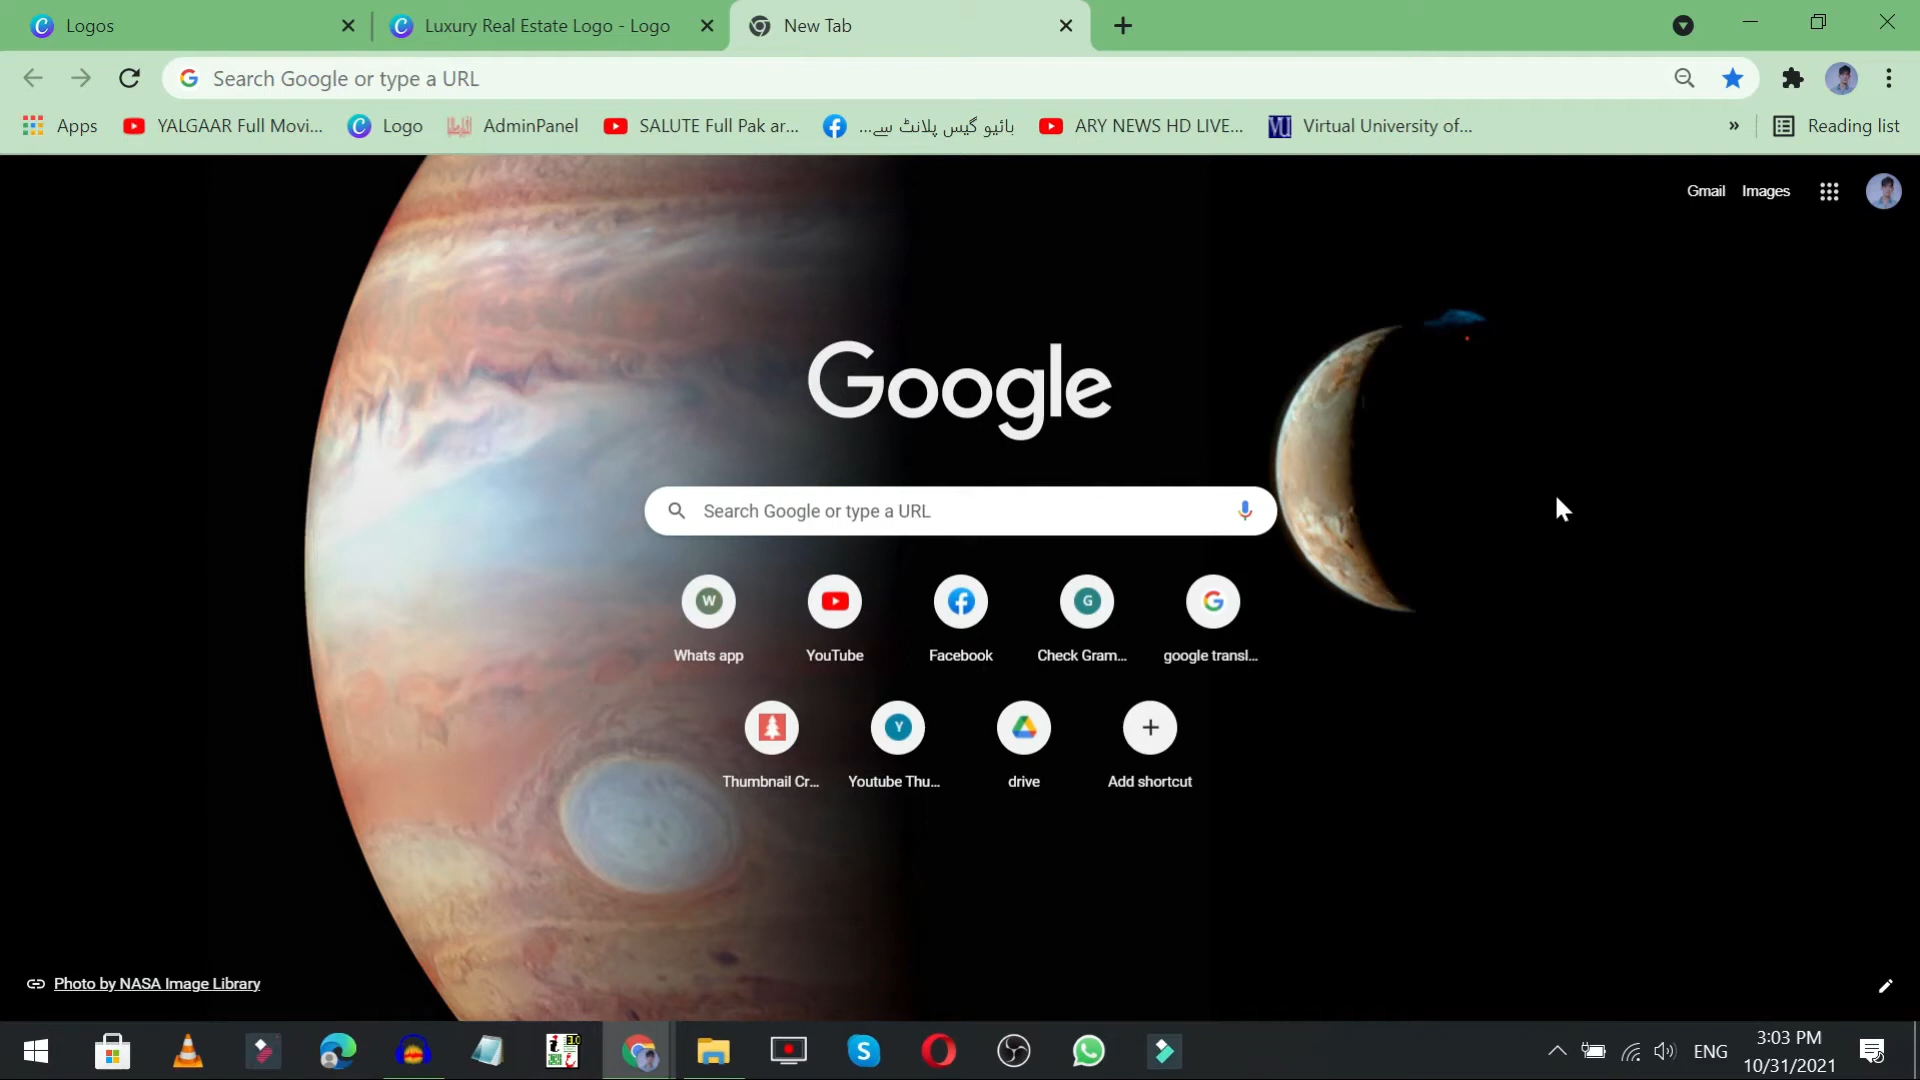 Logos
Luxury Real Estate Logo - Logo
New Tab
Search Google or type a URL
Apps
YALGAAR Full Movi...
Logo
AdminPanel
SALUTE Full Pak ar...
بائیو گیس پلانٹ سے...
ARY NEWS HD LIVE...
Virtual University of...
»
Reading list
Gmail
Images
Google
Search Google or type a URL
W
G
Whats app
YouTube
Facebook
Check Gram...
google transl...
Y
Thumbnail Cr...
Youtube Thu...
drive
Add shortcut
Photo by NASA Image Library
ENG
3:03 PM
10/31/2021